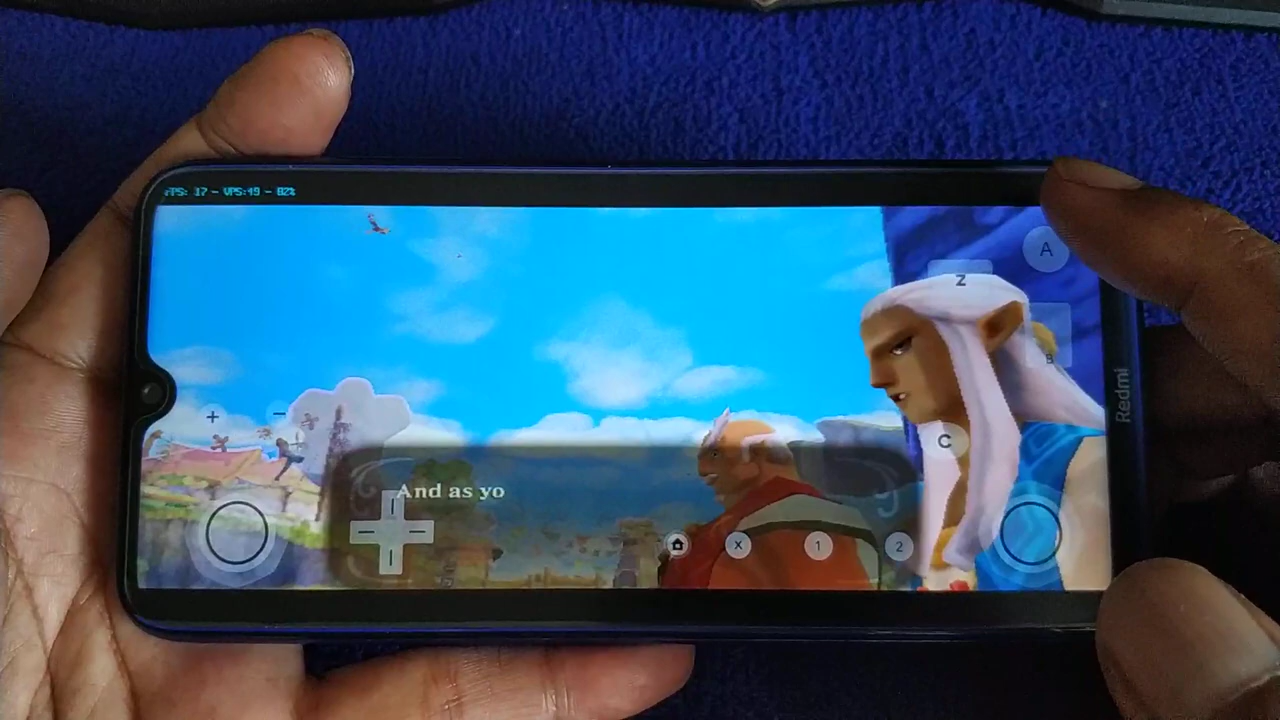 FPS: 17 - VPS:49 - 82%
A
Z
B
+ -
C
And as yo
X 1 2
Redmi